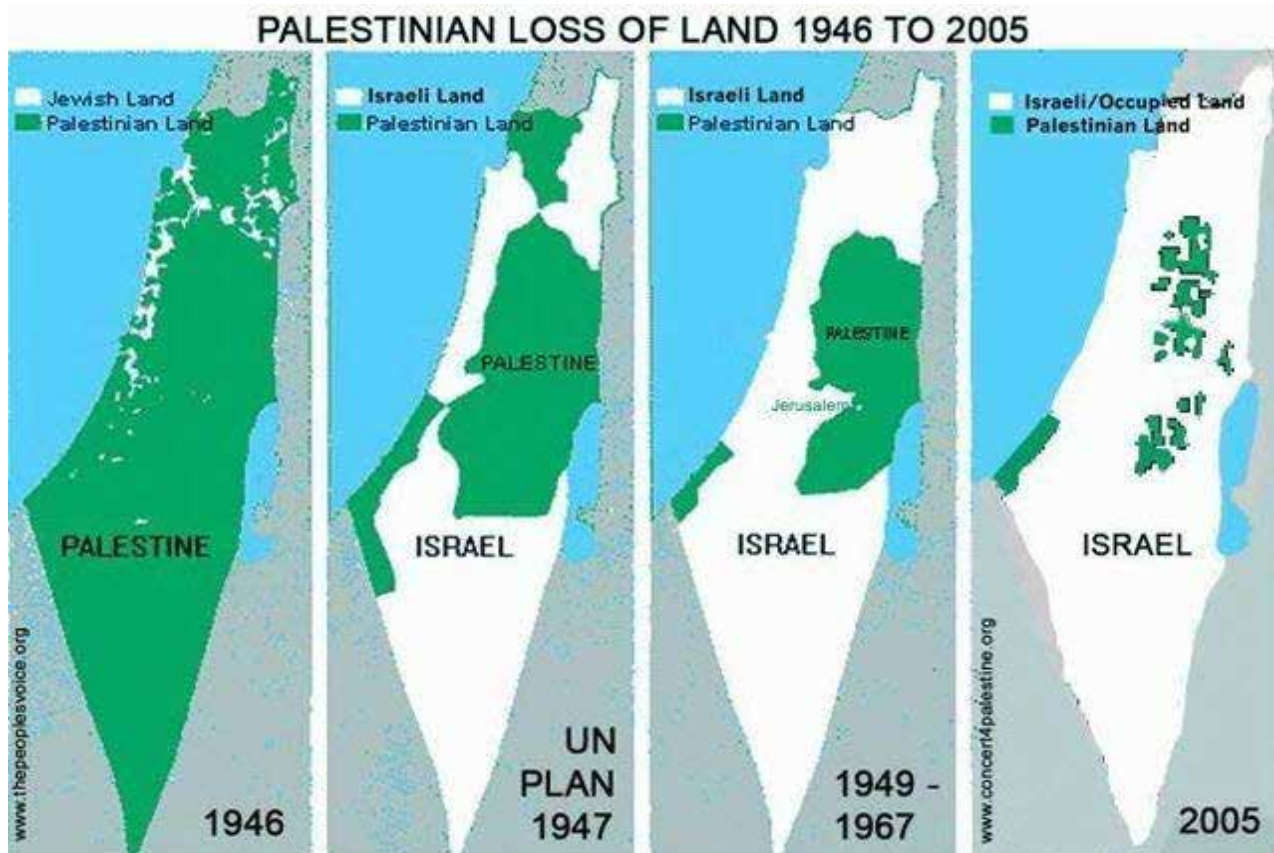 PALESTINIAN LOSS OF LAND 1946 TO 2005
Jewish Land
Palestinian Land
PALESTINE
1946
www.thepeoplesvoice.org
Israeli Land
Palestinian Land
PALESTINE
ISRAEL
UN
PLAN
1947
Israeli Land
Palestinian Land
PALESTINE
Jerusalem
ISRAEL
1949 -
1967
Israeli/Occupied Land
Palestinian Land
ISRAEL
2005
www.concert4palestine.org